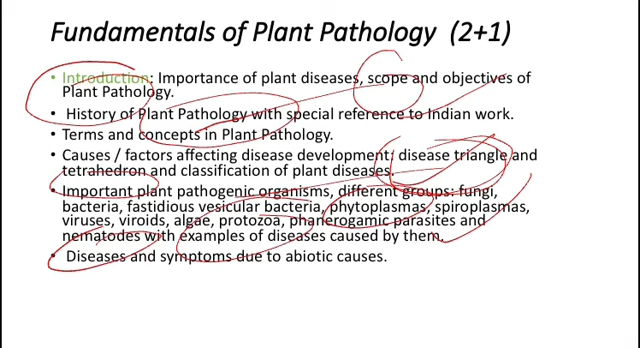 Fundamentals of Plant Pathology (2+1)
• Introduction: Importance of plant diseases, scope and objectives of
Plant Pathology.
• History of Plant Pathology with special reference to Indian work.
• Terms and concepts in Plant Pathology.
• Causes / factors affecting disease development: disease triangle and
tetrahedron and classification of plant diseases.
• Important plant pathogenic organisms, different groups: fungi,
bacteria, fastidious vesicular bacteria, phytoplasmas, spiroplasmas,
viruses, viroids, algae, protozoa, phanerogamic parasites and
nematodes with examples of diseases caused by them.
• Diseases and symptoms due to abiotic causes.